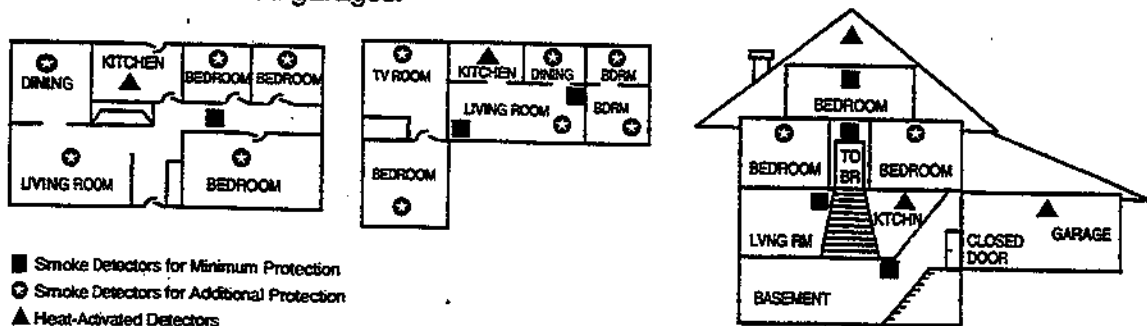 garages.
DINING
KITCHEN
BEDROOM
BEDROOM
LIVING ROOM
BEDROOM
TV ROOM
KITCHEN
DINING
BDRM
LIVING ROOM
BDRM
BEDROOM
BEDROOM
BEDROOM
TO
BR
BEDROOM
LVNG RM
KTCHN
CLOSED
DOOR
GARAGE
BASEMENT
Smoke Detectors for Minimum Protection
Smoke Detectors for Additional Protection
Heat-Activated Detectors